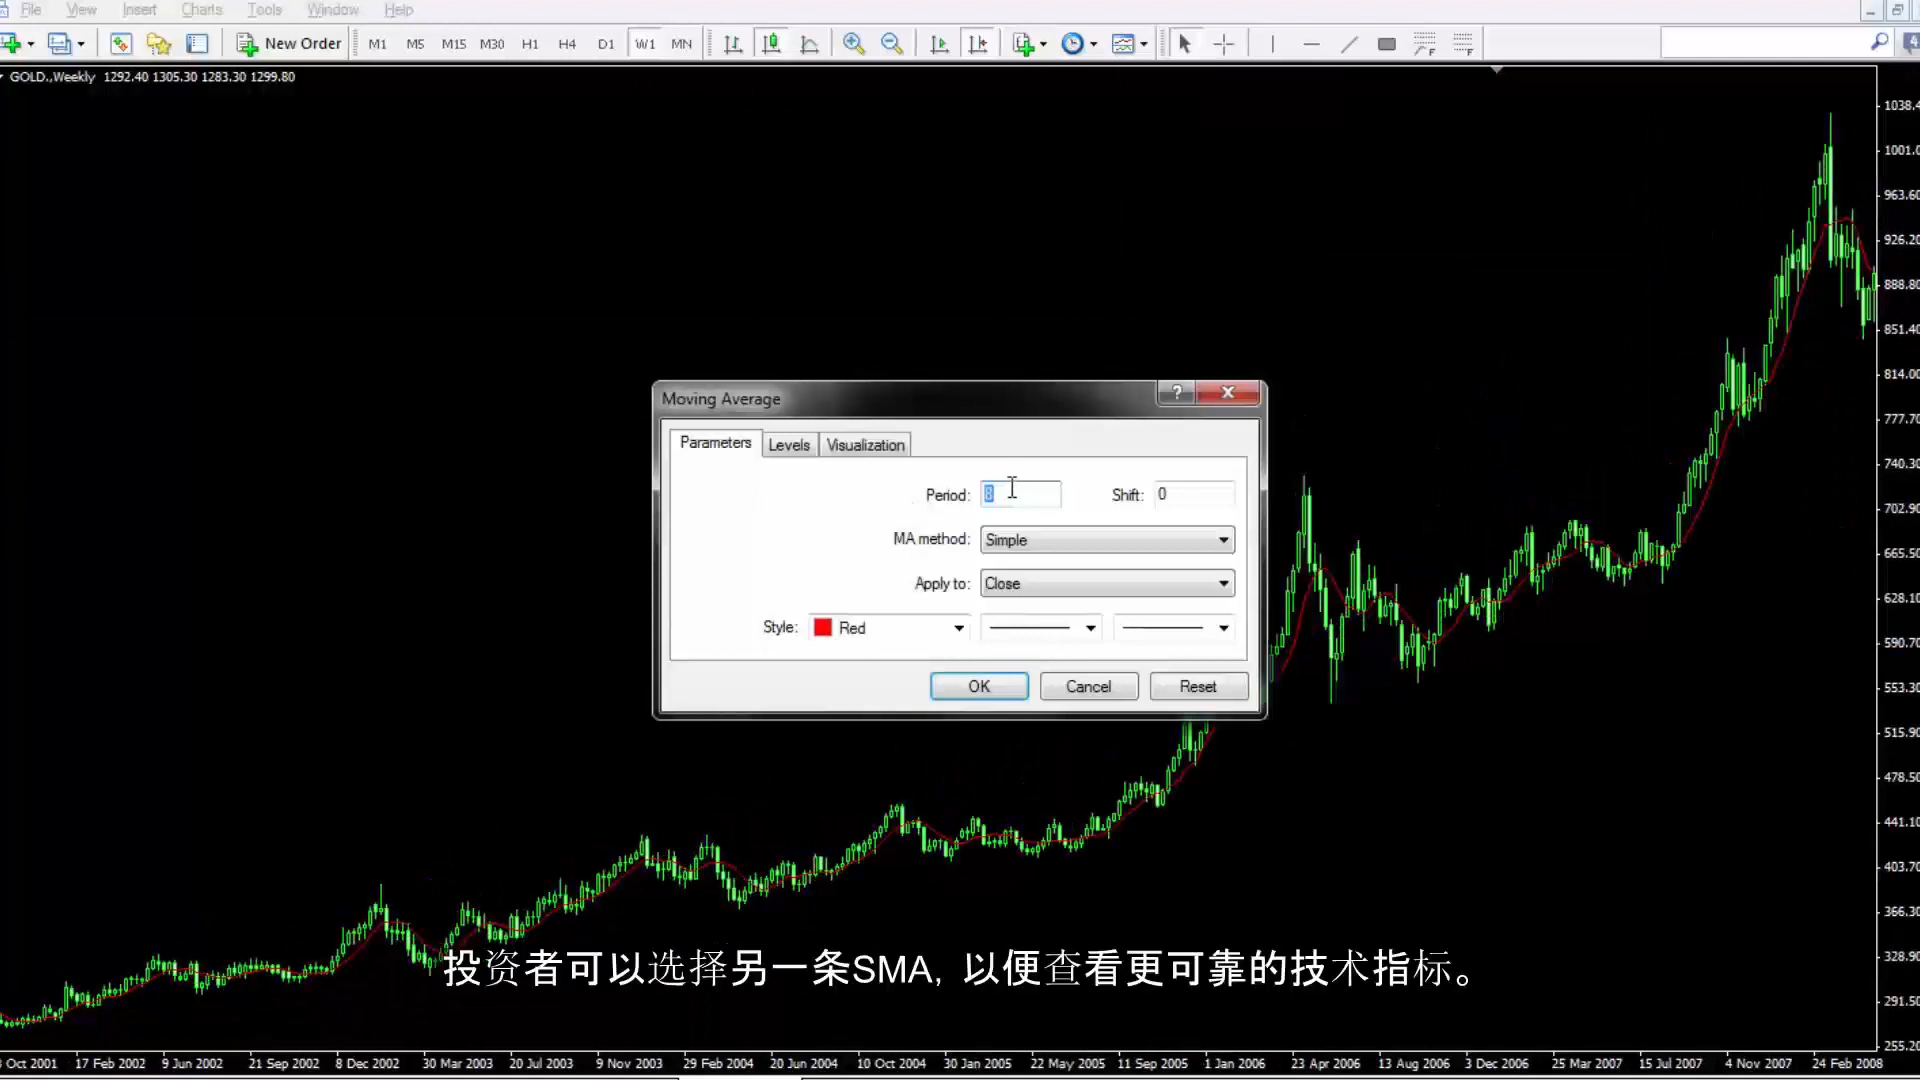 File View Insert Charts Tools Window Help
New Order M1 M5 M15 M30 H1 H4 D1 W1 MN
GOLD.,Weekly 1292.40 1305.30 1283.30 1299.80
1038.4
1001.0
963.60
926.20
888.80
851.40
814.00
777.70
740.30
702.90
665.50
628.10
590.70
553.30
515.90
478.50
441.10
403.70
366.30
328.90
291.50
255.20
Moving Average
Parameters Levels Visualization
Period: 8 Shift: 0
MA method: Simple
Apply to: Close
Style: Red
OK Cancel Reset
投资者可以选择另一条SMA, 以便查看更可靠的技术指标。
Oct 2001 17 Feb 2002 9 Jun 2002 21 Sep 2002 8 Dec 2002 30 Mar 2003 20 Jul 2003 9 Nov 2003 29 Feb 2004 20 Jun 2004 10 Oct 2004 30 Jan 2005 22 May 2005 11 Sep 2005 1 Jan 2006 23 Apr 2006 13 Aug 2006 3 Dec 2006 25 Mar 2007 15 Jul 2007 4 Nov 2007 24 Feb 2008